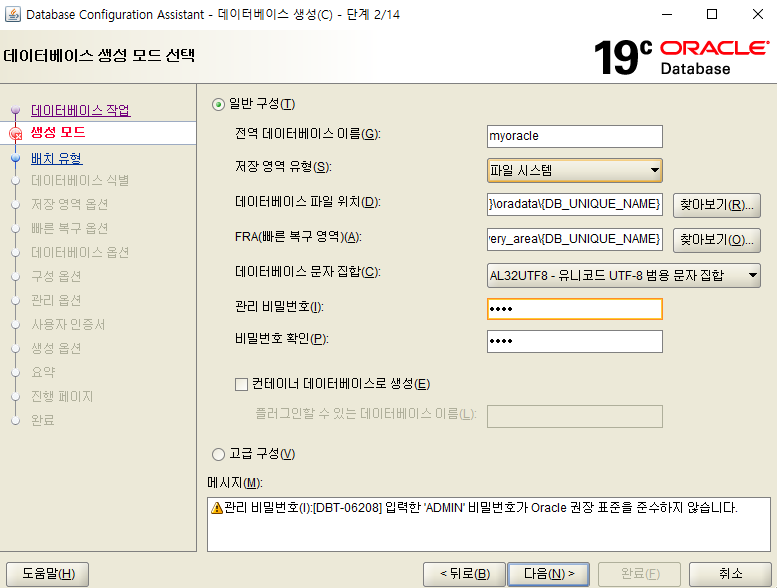 Database Configuration Assistant - 데이터베이스 생성(C) - 단계 2/14
데이터베이스 생성 모드 선택
19c ORACLE
Database
데이터베이스 작업
생성 모드
배치 유형
데이터베이스 식별
저장 영역 옵션
빠른 복구 옵션
데이터베이스 옵션
구성 옵션
관리 옵션
사용자 인증서
생성 옵션
요약
진행 페이지
완료
일반 구성(T)
전역 데이터베이스 이름(G): myoracle
저장 영역 유형(S): 파일 시스템
데이터베이스 파일 위치(D): }\oradata\{DB_UNIQUE_NAME} 찾아보기(R)...
FRA(빠른 복구 영역)(A): very_area\{DB_UNIQUE_NAME} 찾아보기(O)...
데이터베이스 문자 집합(C): AL32UTF8 - 유니코드 UTF-8 범용 문자 집합
관리 비밀번호(I): ••••
비밀번호 확인(P): ••••
컨테이너 데이터베이스로 생성(E)
플러그인할 수 있는 데이터베이스 이름(L):
고급 구성(V)
메시지(M):
관리 비밀번호(I):[DBT-06208] 입력한 'ADMIN' 비밀번호가 Oracle 권장 표준을 준수하지 않습니다.
도움말(H) < 뒤로(B) 다음(N) > 완료(F) 취소